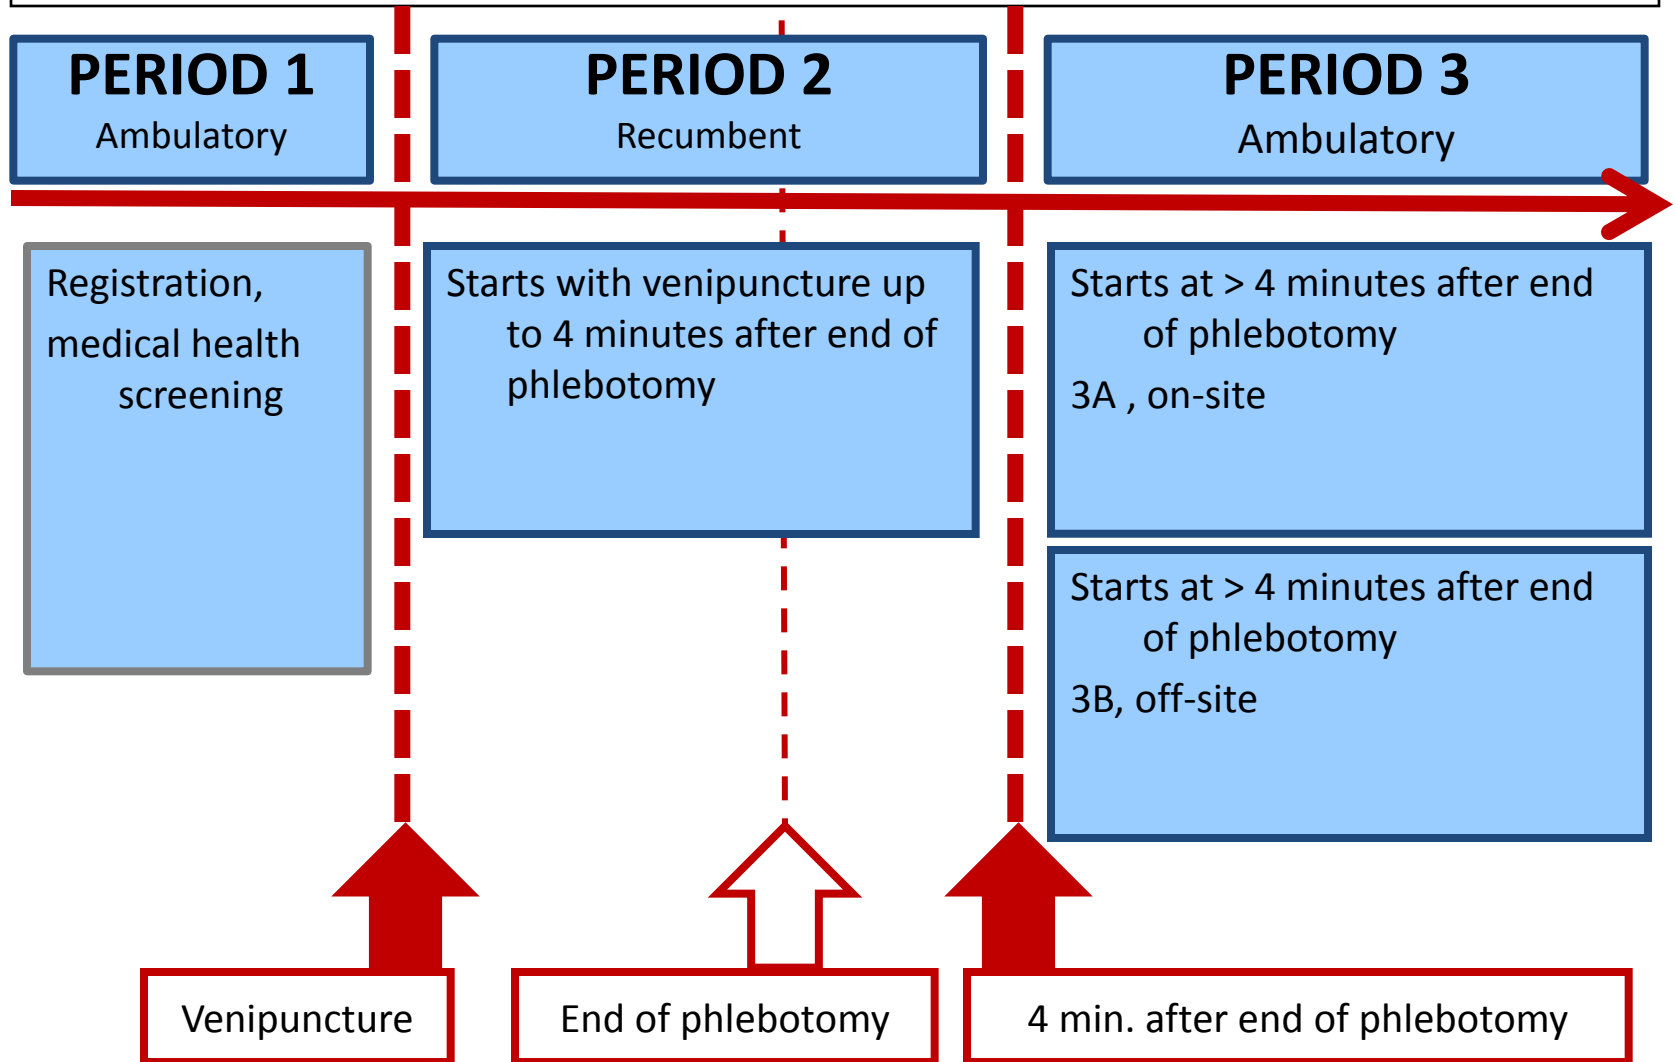 PERIOD 1
Ambulatory
PERIOD 2
Recumbent
PERIOD 3
Ambulatory
Registration,
medical health
screening
Starts with venipuncture up
to 4 minutes after end of
phlebotomy
Starts at > 4 minutes after end
of phlebotomy
3A , on-site
Starts at > 4 minutes after end
of phlebotomy
3B, off-site
Venipuncture
End of phlebotomy
4 min. after end of phlebotomy